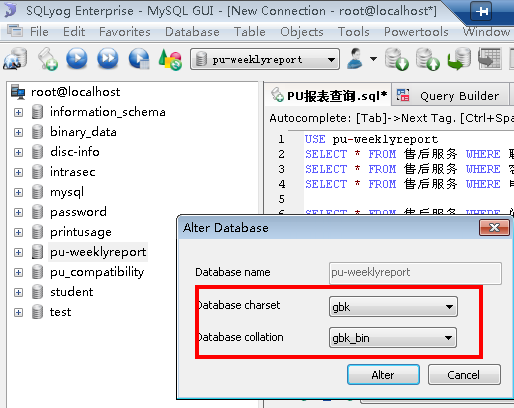 SQLyog Enterprise - MySQL GUI - [New Connection - root@localhost*]
File Edit Favorites Database Table Objects Tools Powertools Window
pu-weeklyreport
root@localhost
information_schema
binary_data
disc-info
intrasec
mysql
password
printusage
pu-weeklyreport
pu_compatibility
student
test
PU报表查询.sql* Query Builder
Autocomplete: [Tab]->Next Tag. [Ctrl+Spa
1 USE pu-weeklyreport
2 SELECT * FROM 售后服务 WHERE
3 SELECT * FROM 售后服务 WHERE
4 SELECT * FROM 售后服务 WHERE
5
6 SELECT * FROM 售后服务 WHERE
Alter Database
Database name pu-weeklyreport
Database charset gbk
Database collation gbk_bin
Alter Cancel